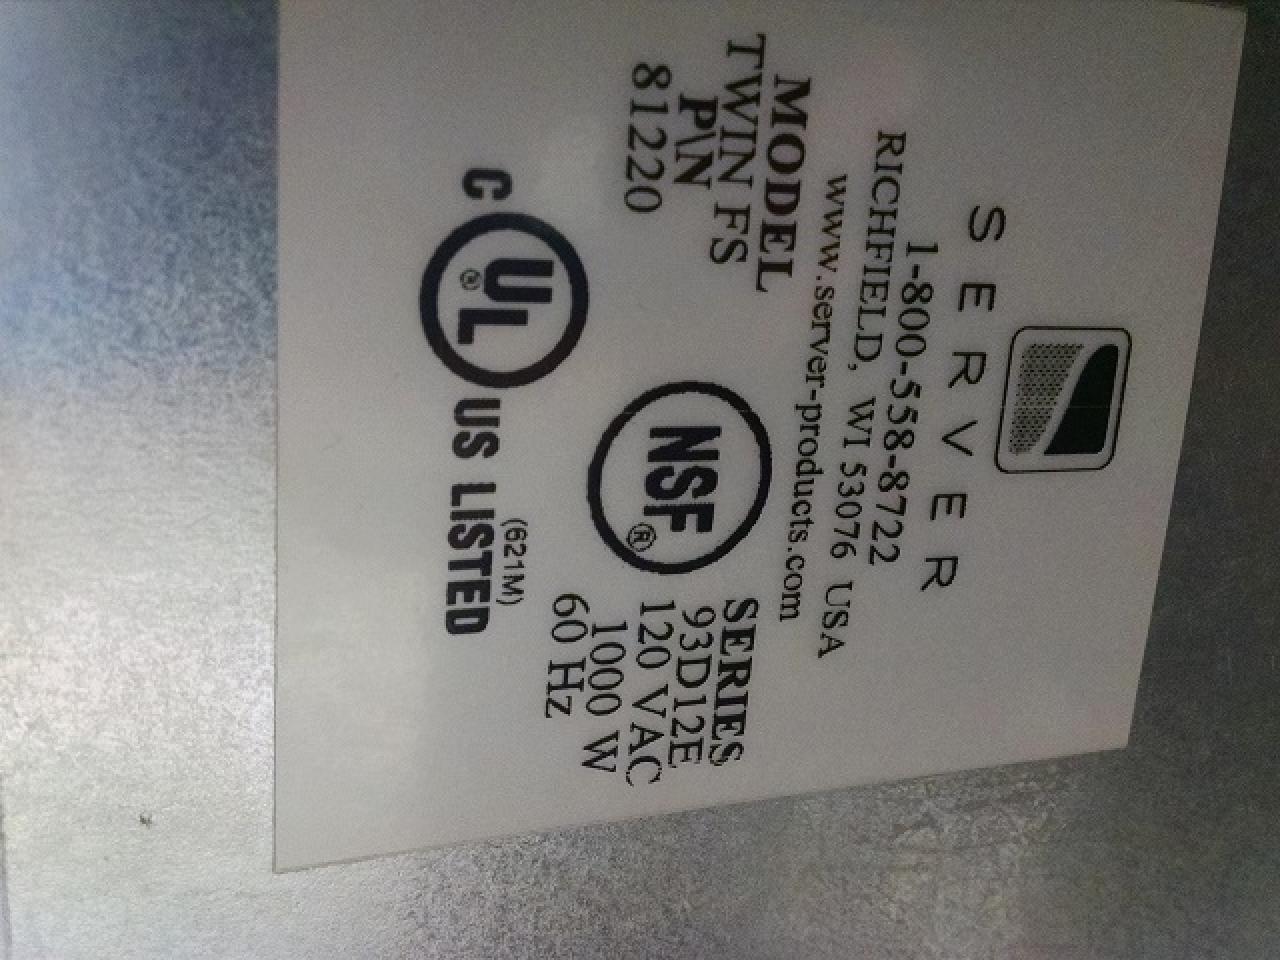 SERVER
1-800-558-8722
RICHFIELD, WI 53076 USA
www.server-products.com
MODEL
TWIN FS
P\N
81220
NSF®
SERIES
93D12E
120 VAC
1000 W
60 Hz
C UL® US LISTED
(621M)